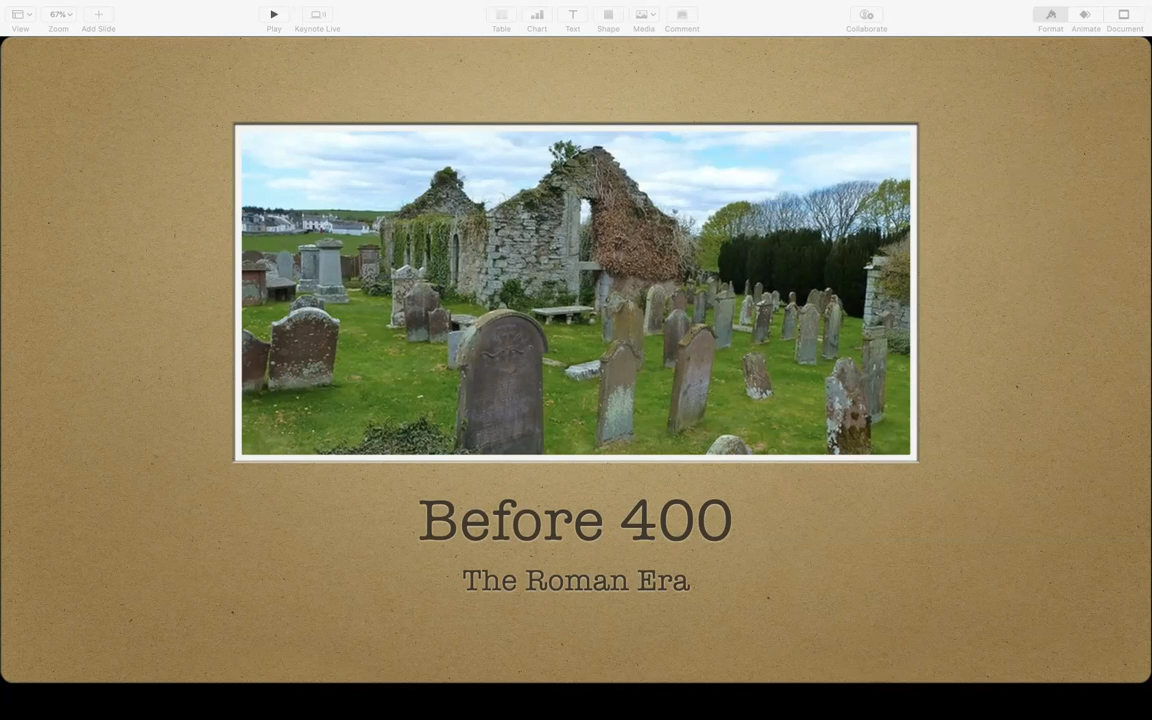 67%
View
Zoom
Add Slide
Play
Keynote Live
Table
Chart
Text
Shape
Media
Comment
Collaborate
Format
Animate
Document
Before 400
The Roman Era